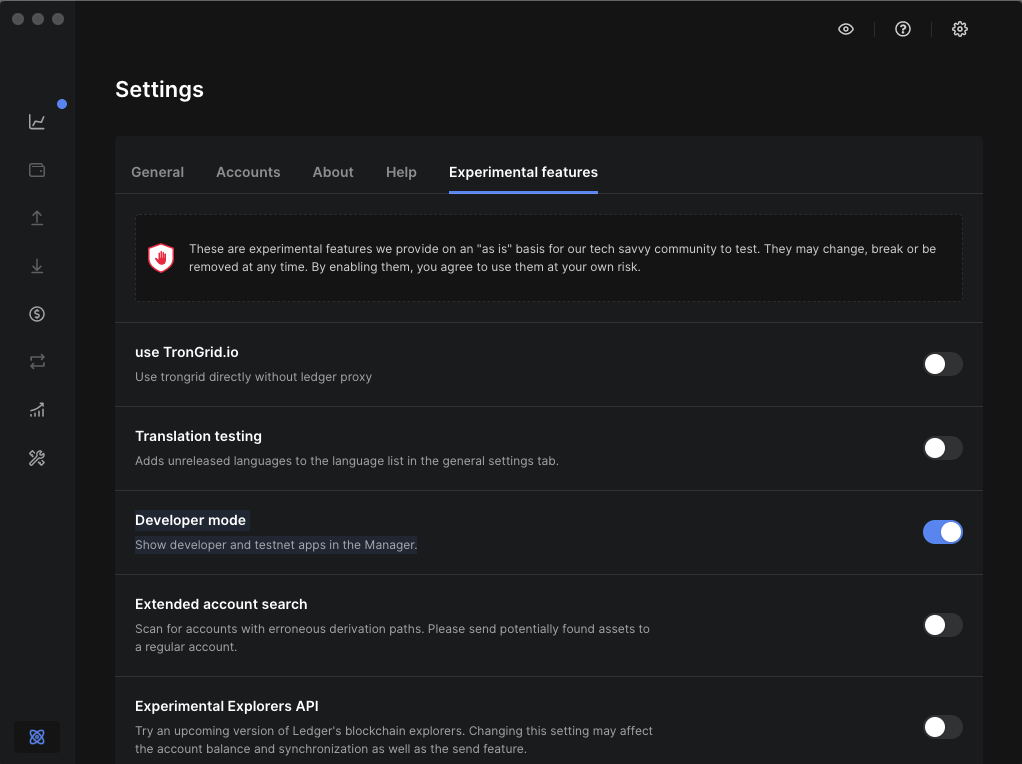 Settings
General Accounts About Help Experimental features
These are experimental features we provide on an "as is" basis for our tech savvy community to test. They may change, break or be
removed at any time. By enabling them, you agree to use them at your own risk.
use TronGrid.io
Use trongrid directly without ledger proxy
Translation testing
Adds unreleased languages to the language list in the general settings tab.
Developer mode
Show developer and testnet apps in the Manager.
Extended account search
Scan for accounts with erroneous derivation paths. Please send potentially found assets to
a regular account.
Experimental Explorers API
Try an upcoming version of Ledger's blockchain explorers. Changing this setting may affect
the account balance and synchronization as well as the send feature.